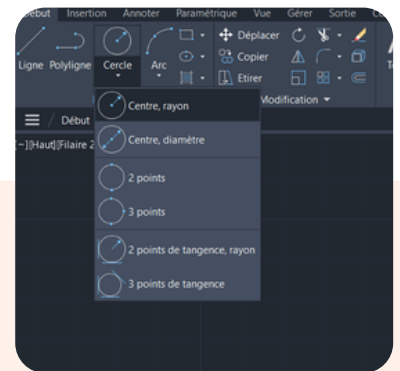 Début Insertion Annoter Paramétrique Vue Gérer Sortie
Ligne Polyligne Cercle Arc
Déplacer
Copier
Etirer
Modification
Début
[−][Haut][Filaire 2
Centre, rayon
Centre, diamètre
2 points
3 points
2 points de tangence, rayon
3 points de tangence